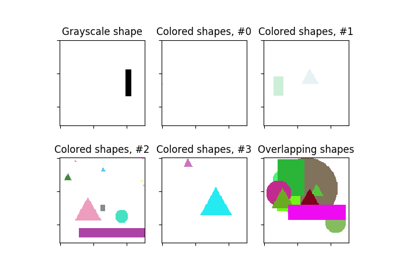 Grayscale shape
Colored shapes, #0
Colored shapes, #1
Colored shapes, #2
Colored shapes, #3
Overlapping shapes